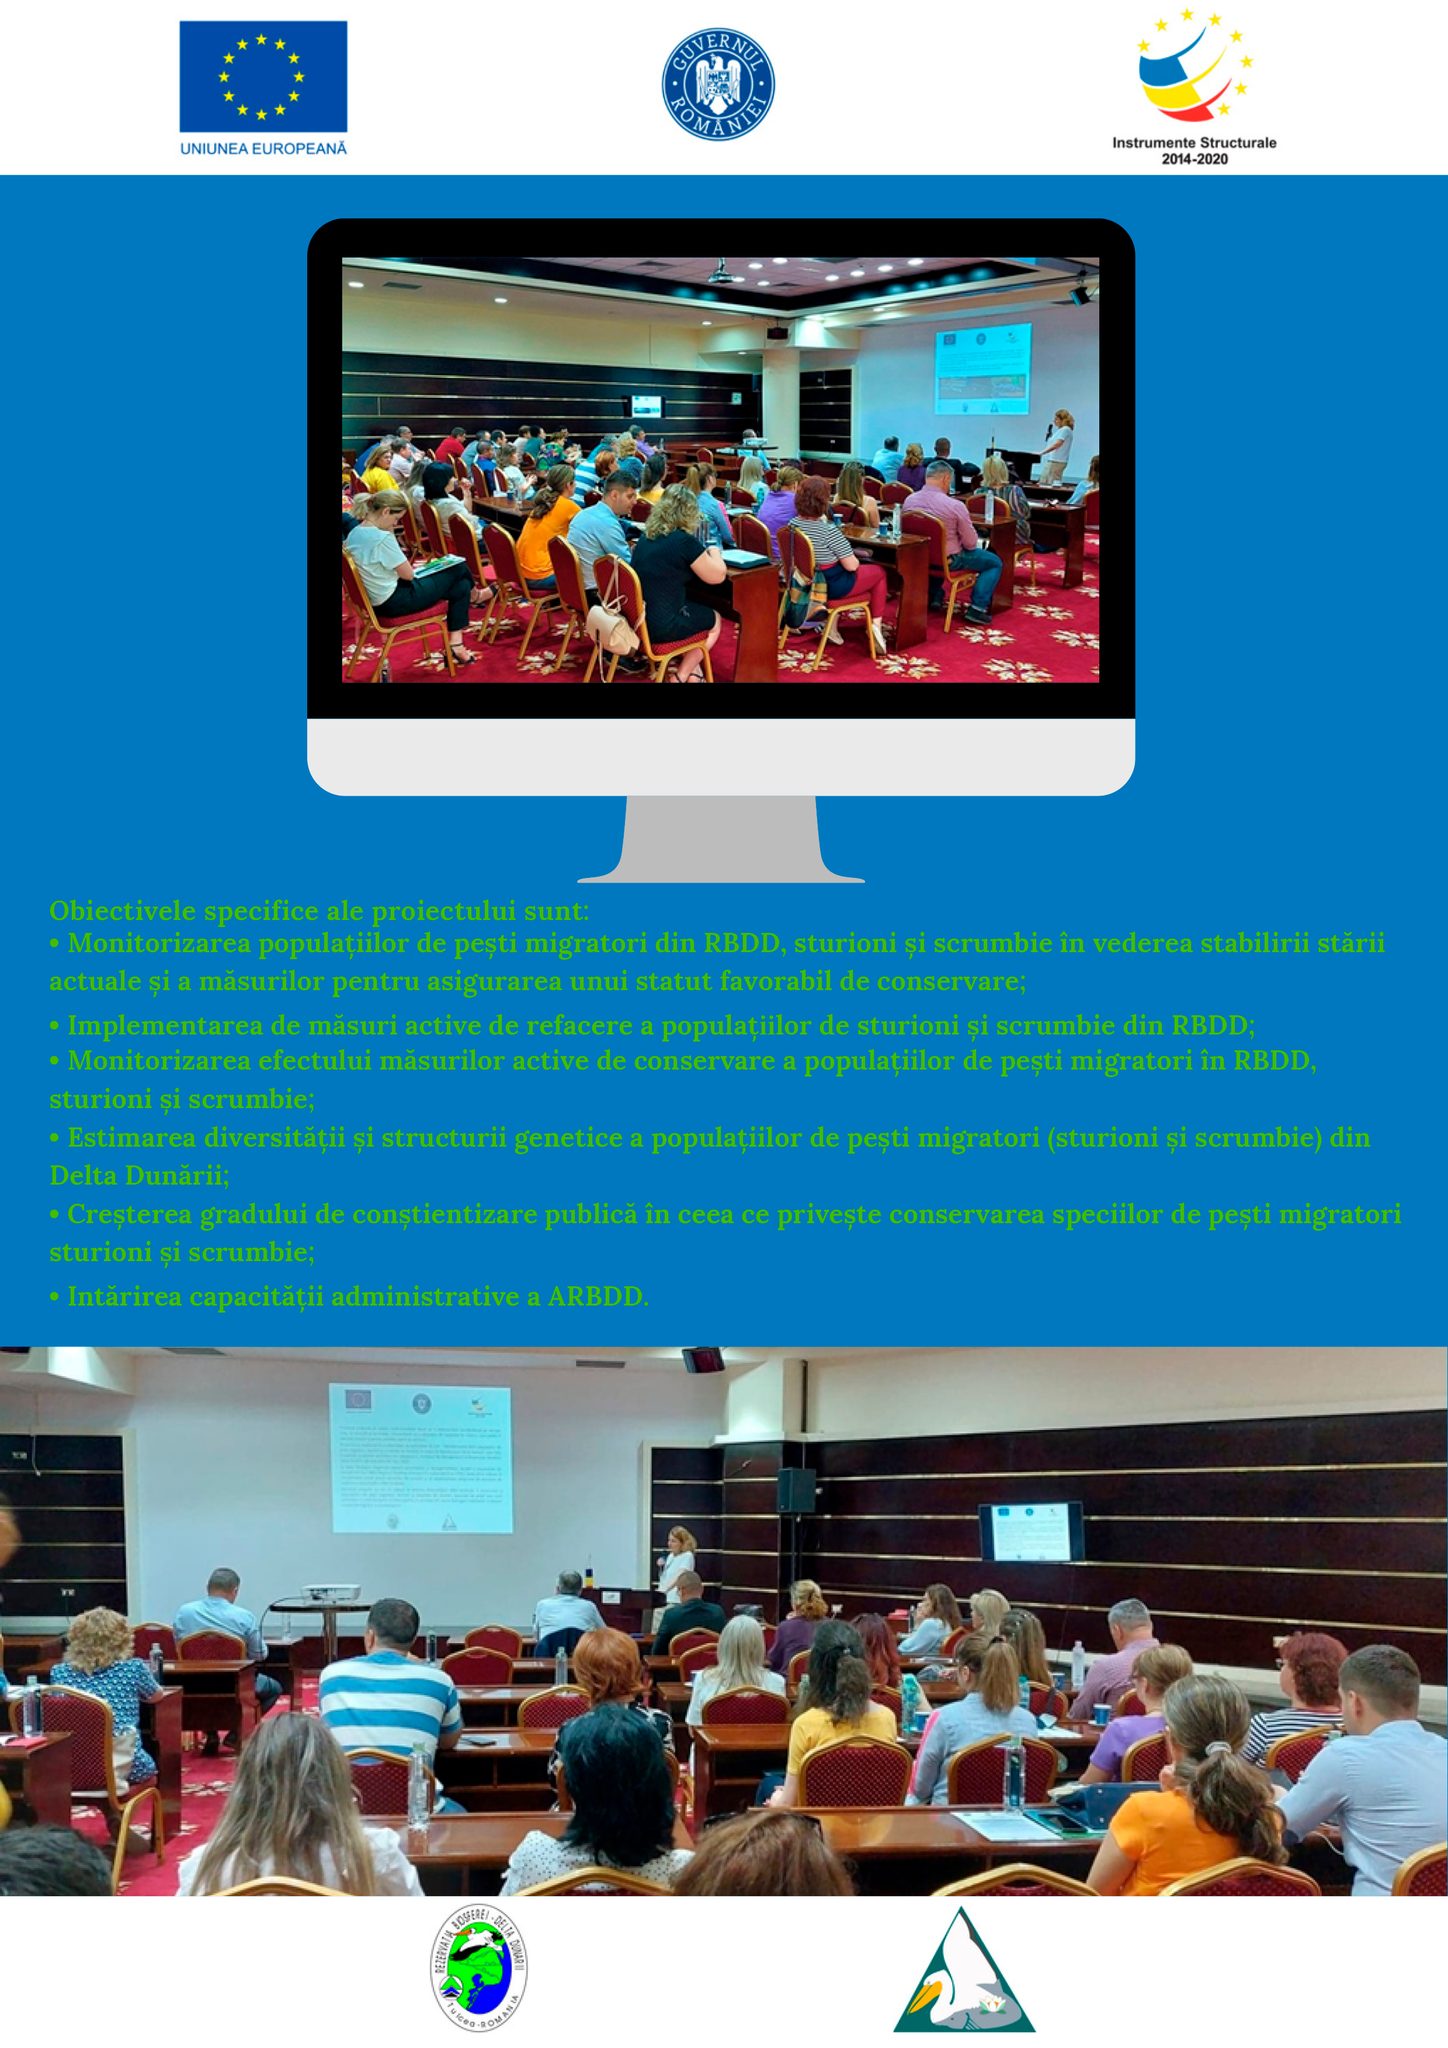 UNIUNEA EUROPEANĂ
GUVERNUL ROMÂNIEI
Instrumente Structurale
2014-2020
Obiectivele specifice ale proiectului sunt:
• Monitorizarea populațiilor de pești migratori din RBDD, sturioni și scrumbie în vederea stabilirii stării
actuale și a măsurilor pentru asigurarea unui statut favorabil de conservare;
• Implementarea de măsuri active de refacere a populațiilor de sturioni și scrumbie din RBDD;
• Monitorizarea efectului măsurilor active de conservare a populațiilor de pești migratori în RBDD,
sturioni și scrumbie;
• Estimarea diversității și structurii genetice a populațiilor de pești migratori (sturioni și scrumbie) din
Delta Dunării;
• Creșterea gradului de conștientizare publică în ceea ce privește conservarea speciilor de pești migratori
sturioni și scrumbie;
• Intărirea capacității administrative a ARBDD.
REZERVATIA BIOSFEREI - DELTA DUNARII
Tulcea - ROMANIA